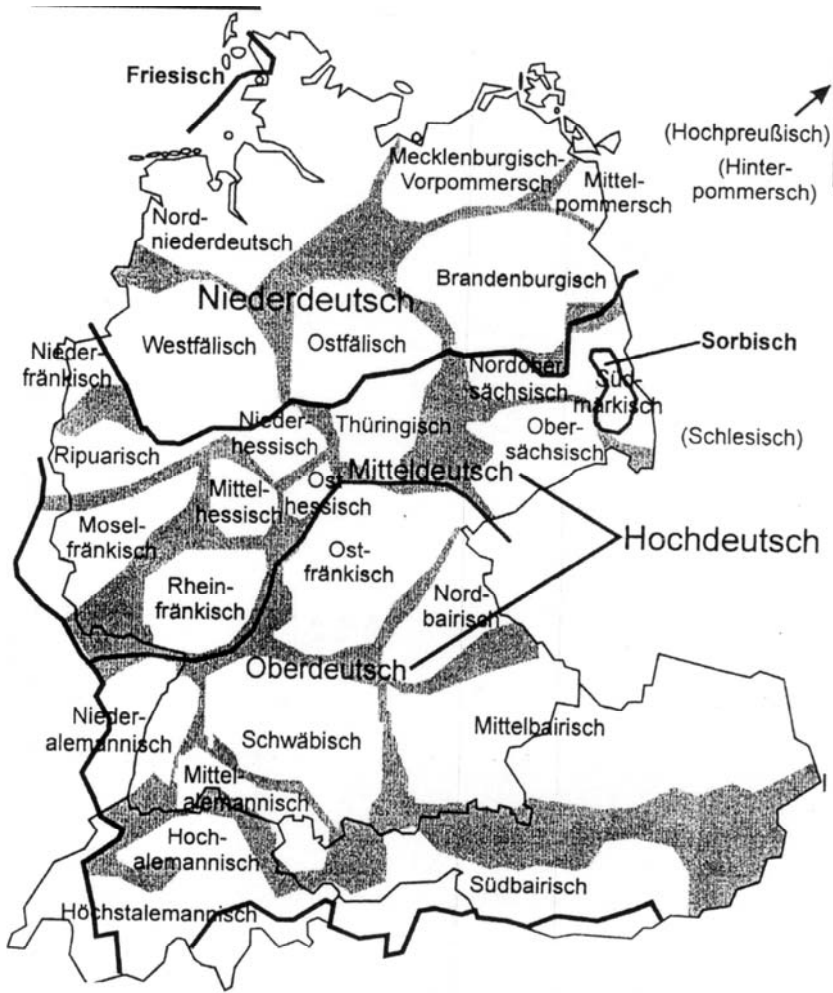 Friesisch
(Hochpreußisch)
Mecklenburgisch-
Vorpommersch
(Hinter-
pommersch)
Mittel-
pommersch
Nord-
niederdeutsch
Brandenburgisch
Niederdeutsch
Westfälisch
Ostfälisch
Sorbisch
Nieder-
fränkisch
Nordober-
sächsisch
Süd-
märkisch
Nieder-
hessisch
Thüringisch
Ober-
sächsisch
(Schlesisch)
Ripuarisch
Mitteldeutsch
Mittel-
hessisch
Ost-
hessisch
Mosel-
fränkisch
Hochdeutsch
Ost-
fränkisch
Rhein-
fränkisch
Nord-
bairisch
Oberdeutsch
Nieder-
alemannisch
Schwäbisch
Mittelbairisch
Mittel-
alemannisch
Hoch-
alemannisch
Südbairisch
Höchstalemannisch